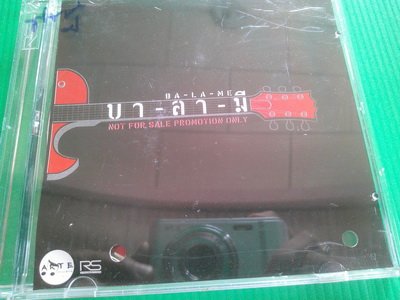 BA-LA-ME
บา-ลา-มี
NOT FOR SALE PROMOTION ONLY
RS